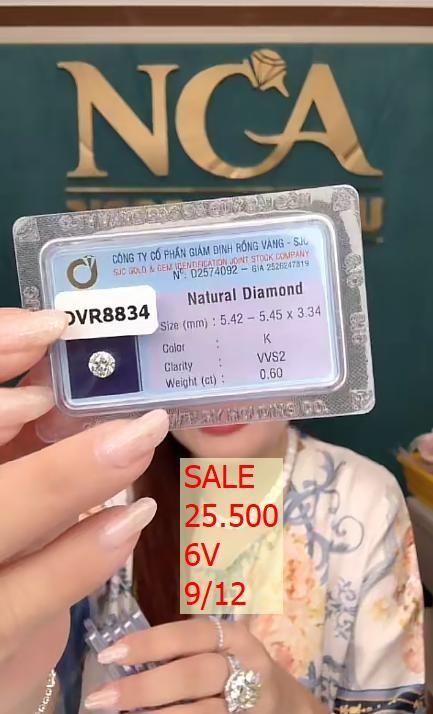 NCA
CÔNG TY CỔ PHẦN GIÁM ĐỊNH RỒNG VÀNG - SJC
SJC GOLD & GEM IDENTIFICATION JOINT STOCK COMPANY
Nº: D2574092 - GIA 2526247819
DVR8834
Natural Diamond
Size (mm) : 5.42 - 5.45 x 3.34
Color : K
Clarity : VVS2
Weight (ct) : 0.60
SALE
25.500
6V
9/12